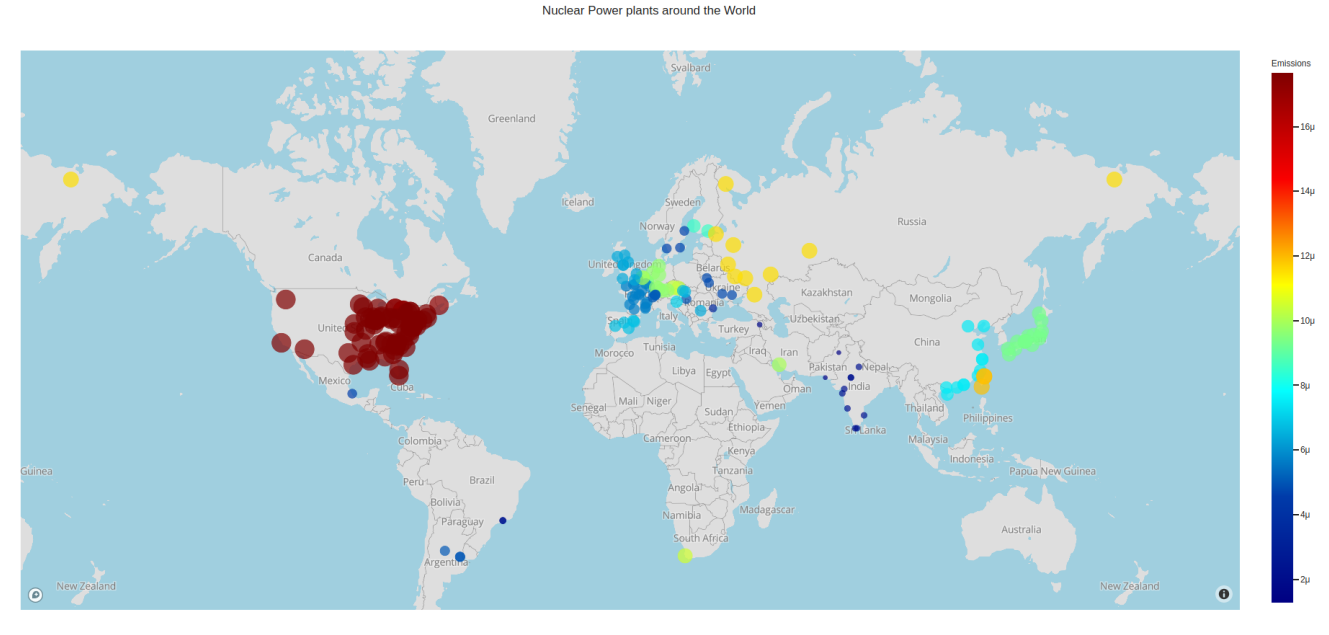 Nuclear Power plants around the World
Emissions
Svalbard
Greenland
16µ
Iceland
Sweden
14µ
Russia
Norway
Canada
United Kingdom
Belarus
12µ
Ukraine
Kazakhstan
Mongolia
Romania
10µ
Italy
Uzbekistan
United
Turkey
China
Morocco
Tunisia
Iraq
Iran
Libya
Egypt
Pakistan
Nepal
Mexico
Cuba
India
8µ
Oman
Senegal
Mali
Niger
Sudan
Yemen
Thailand
Philippines
Sri Lanka
Ethiopia
Colombia
Cameroon
Malaysia
Kenya
6µ
Indonesia
Guinea
Tanzania
Papua New Guinea
Peru
Brazil
Angola
Bolivia
Madagascar
4µ
Namibia
Paraguay
Australia
South Africa
Argentina
2µ
New Zealand
New Zealand